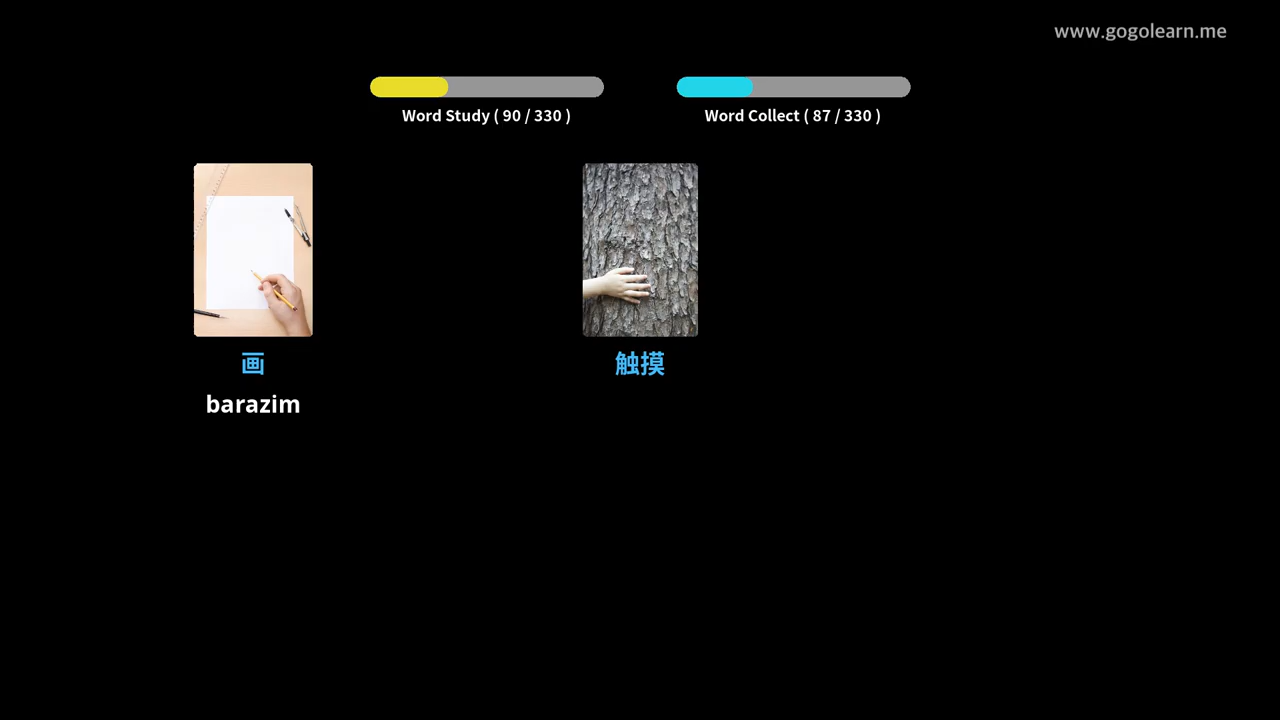 www.gogolearn.me
Word Study ( 90 / 330 )
Word Collect ( 87 / 330 )
画
触摸
barazim